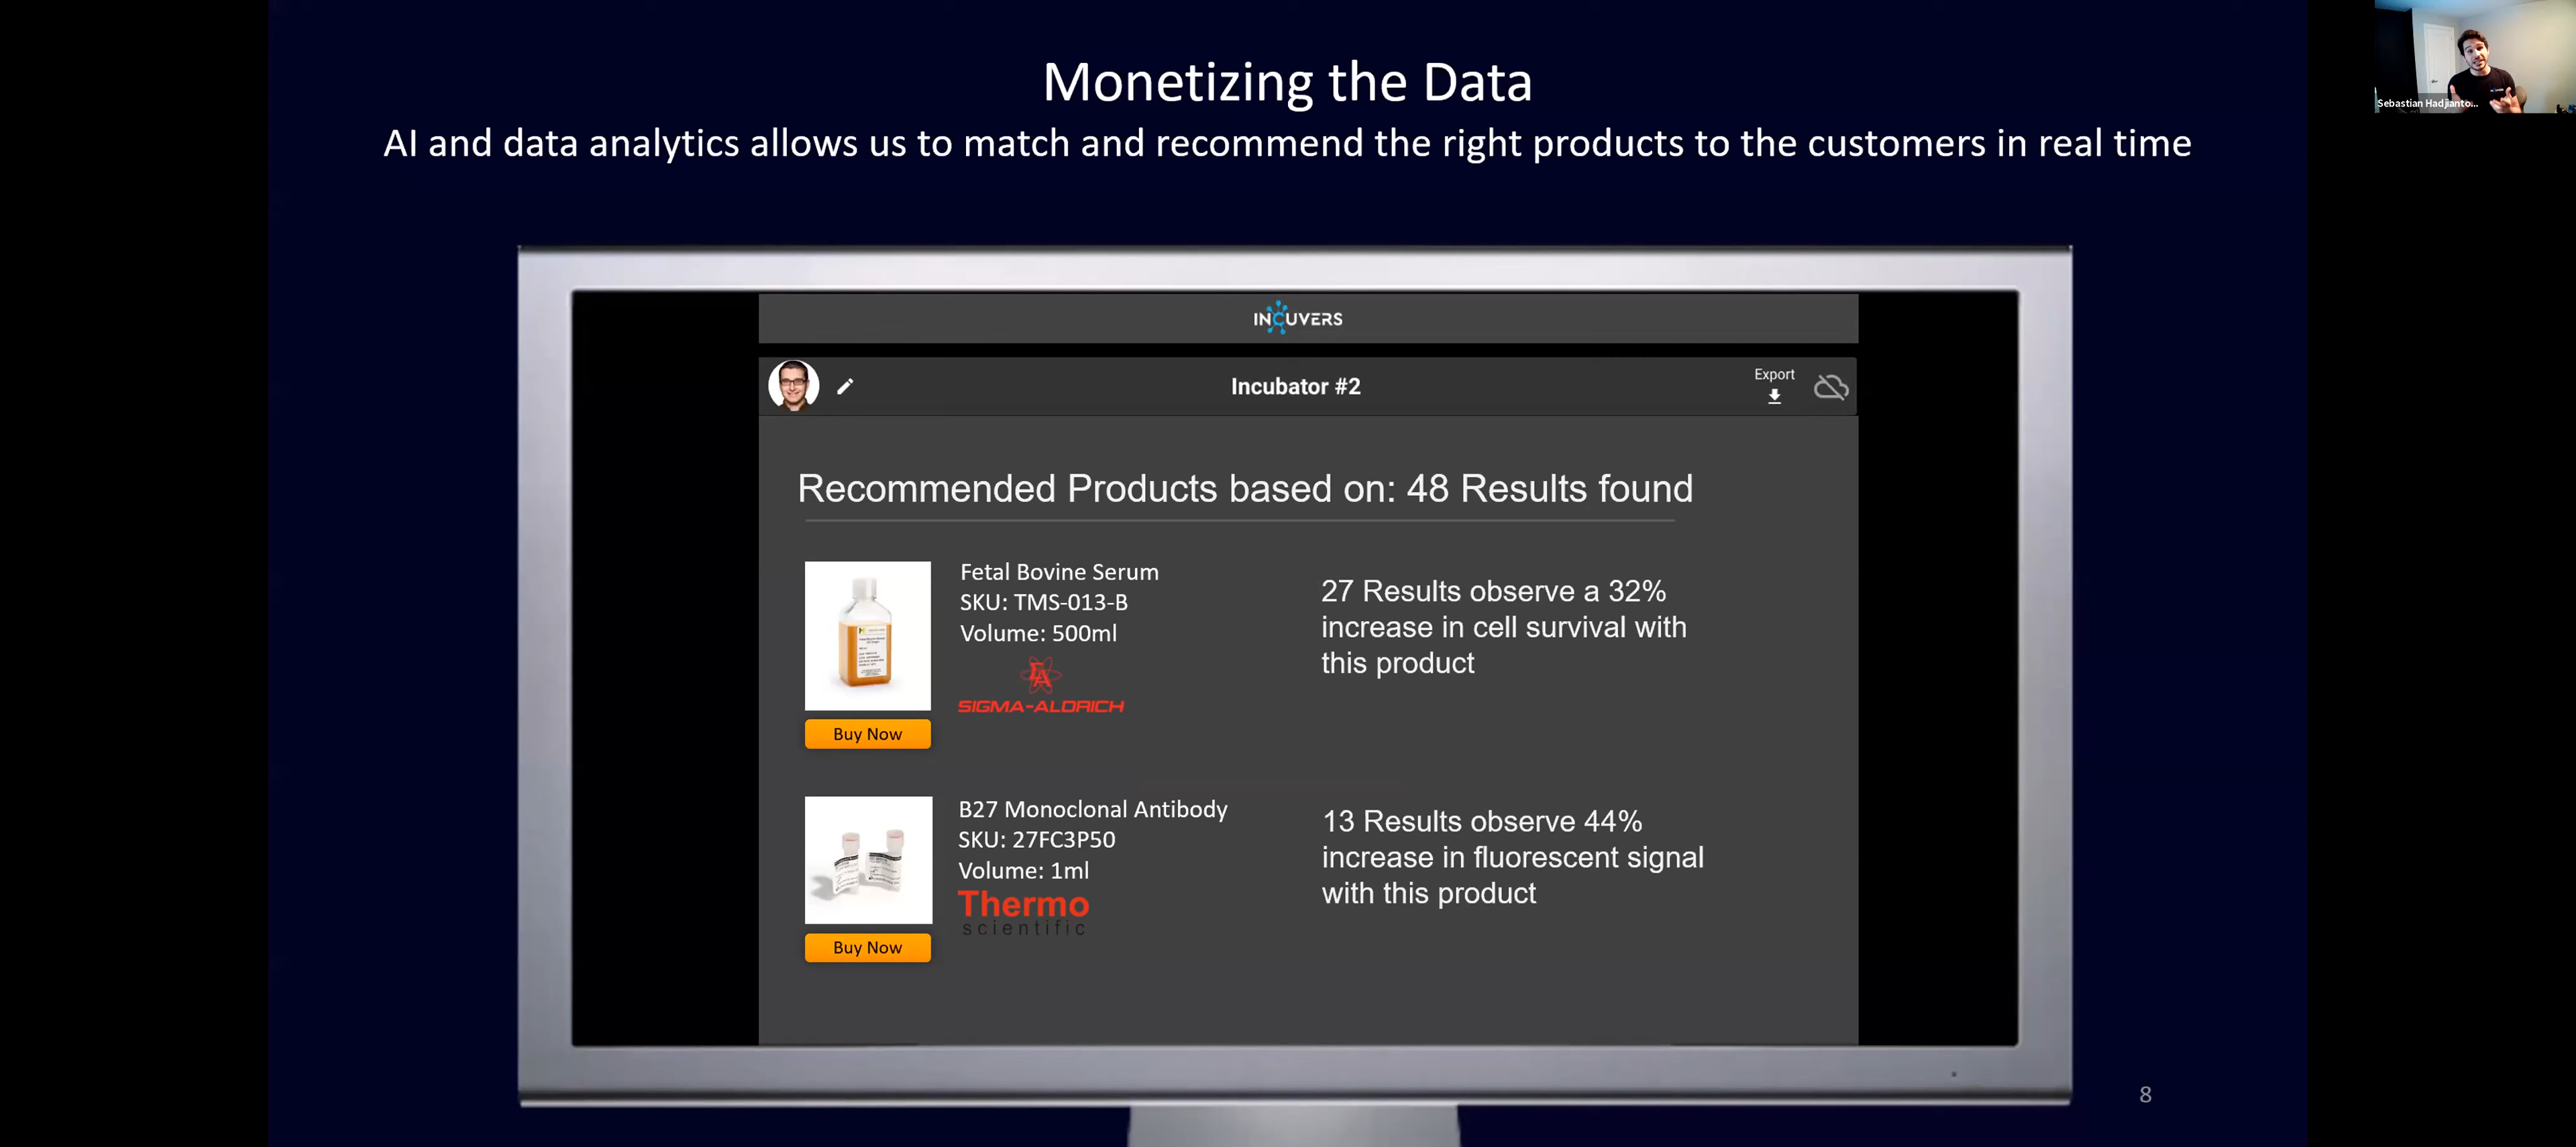 Monetizing the Data
AI and data analytics allows us to match and recommend the right products to the customers in real time
Sebastian Hadjianto...
INCUVERS
Incubator #2
Export
Recommended Products based on: 48 Results found
Fetal Bovine Serum
SKU: TMS-013-B
Volume: 500ml
SIGMA-ALDRICH
Buy Now
27 Results observe a 32%
increase in cell survival with
this product
B27 Monoclonal Antibody
SKU: 27FC3P50
Volume: 1ml
Thermo
scientific
Buy Now
13 Results observe 44%
increase in fluorescent signal
with this product
8